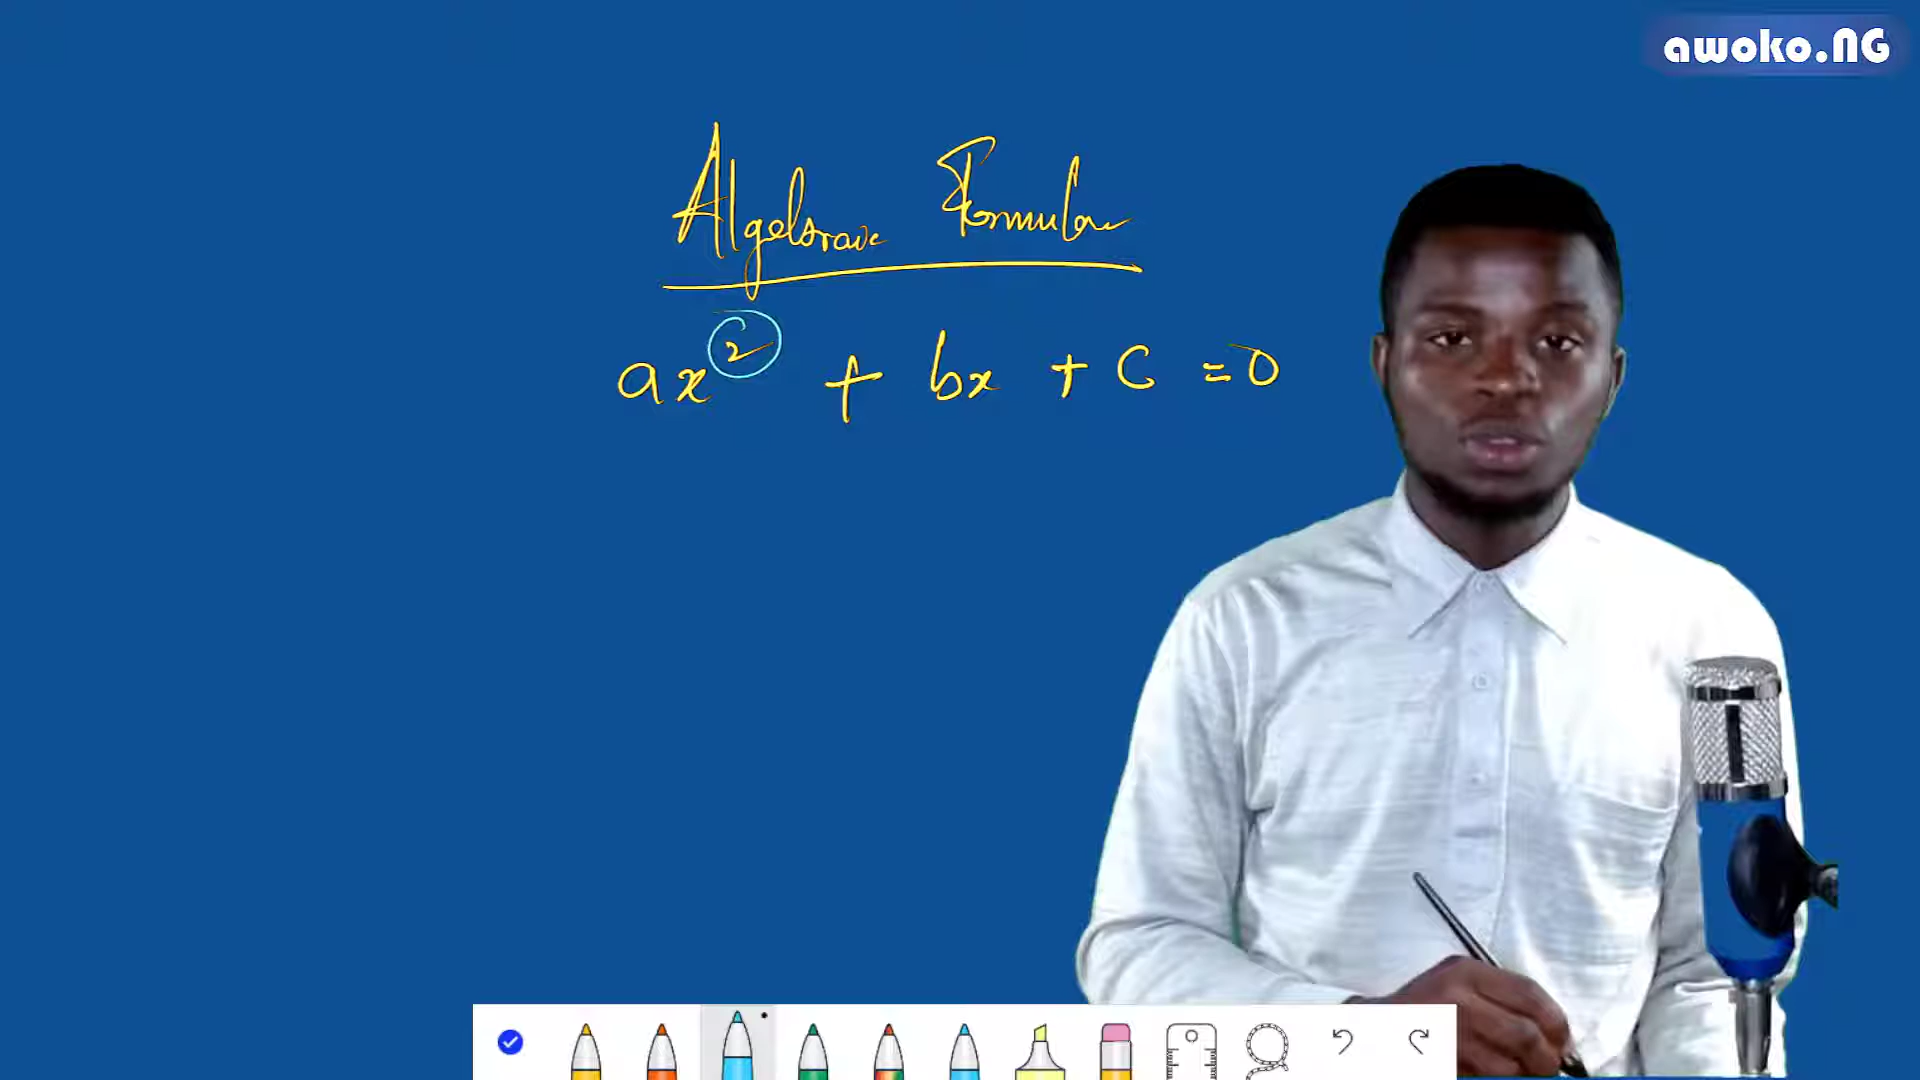 awoko.NG
Algebraic Formula
ax² + bx + c = 0